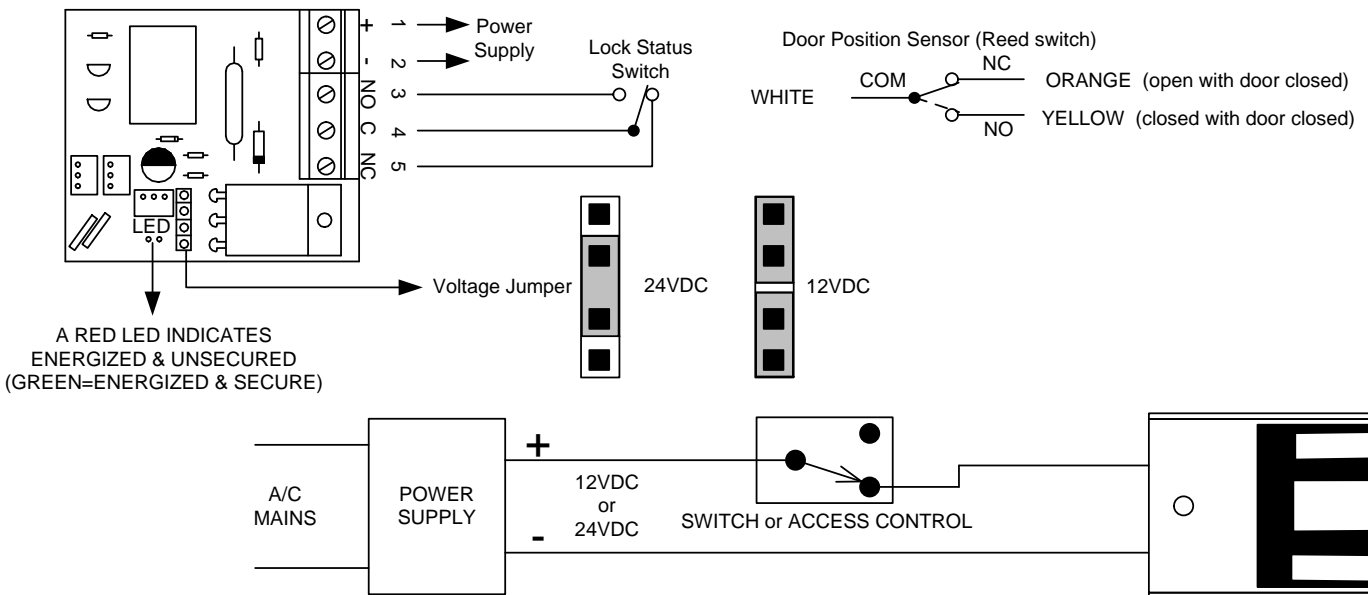 + 1 Power
- 2 Supply
NO 3
C 4
NC 5
Lock Status
Switch
Door Position Sensor (Reed switch)
NC
COM
ORANGE (open with door closed)
WHITE
YELLOW (closed with door closed)
NO
LED
Voltage Jumper
24VDC
12VDC
A RED LED INDICATES
ENERGIZED & UNSECURED
(GREEN=ENERGIZED & SECURE)
A/C
MAINS
POWER
SUPPLY
+
12VDC
or
24VDC
-
SWITCH or ACCESS CONTROL